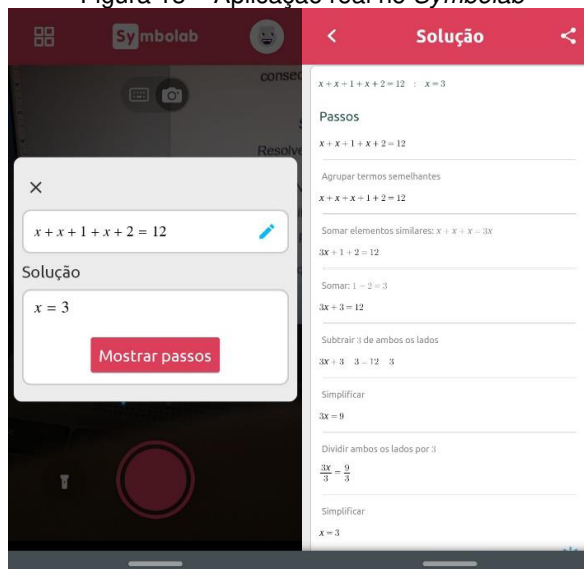 Figura 18 – Aplicação real no Symbolab
Symbolab
consec
Resolve
x + x + 1 + x + 2 = 12
Solução
x = 3
Mostrar passos
Solução
x + x + 1 + x + 2 = 12 : x = 3
Passos
x + x + 1 + x + 2 = 12
Agrupar termos semelhantes
x + x + x + 1 + 2 = 12
Somar elementos similares: x + x + x = 3x
3x + 1 + 2 = 12
Somar: 1 + 2 = 3
3x + 3 = 12
Subtrair 3 de ambos os lados
3x + 3 3 = 12 3
Simplificar
3x = 9
Dividir ambos os lados por 3
3x/3 = 9/3
Simplificar
x = 3